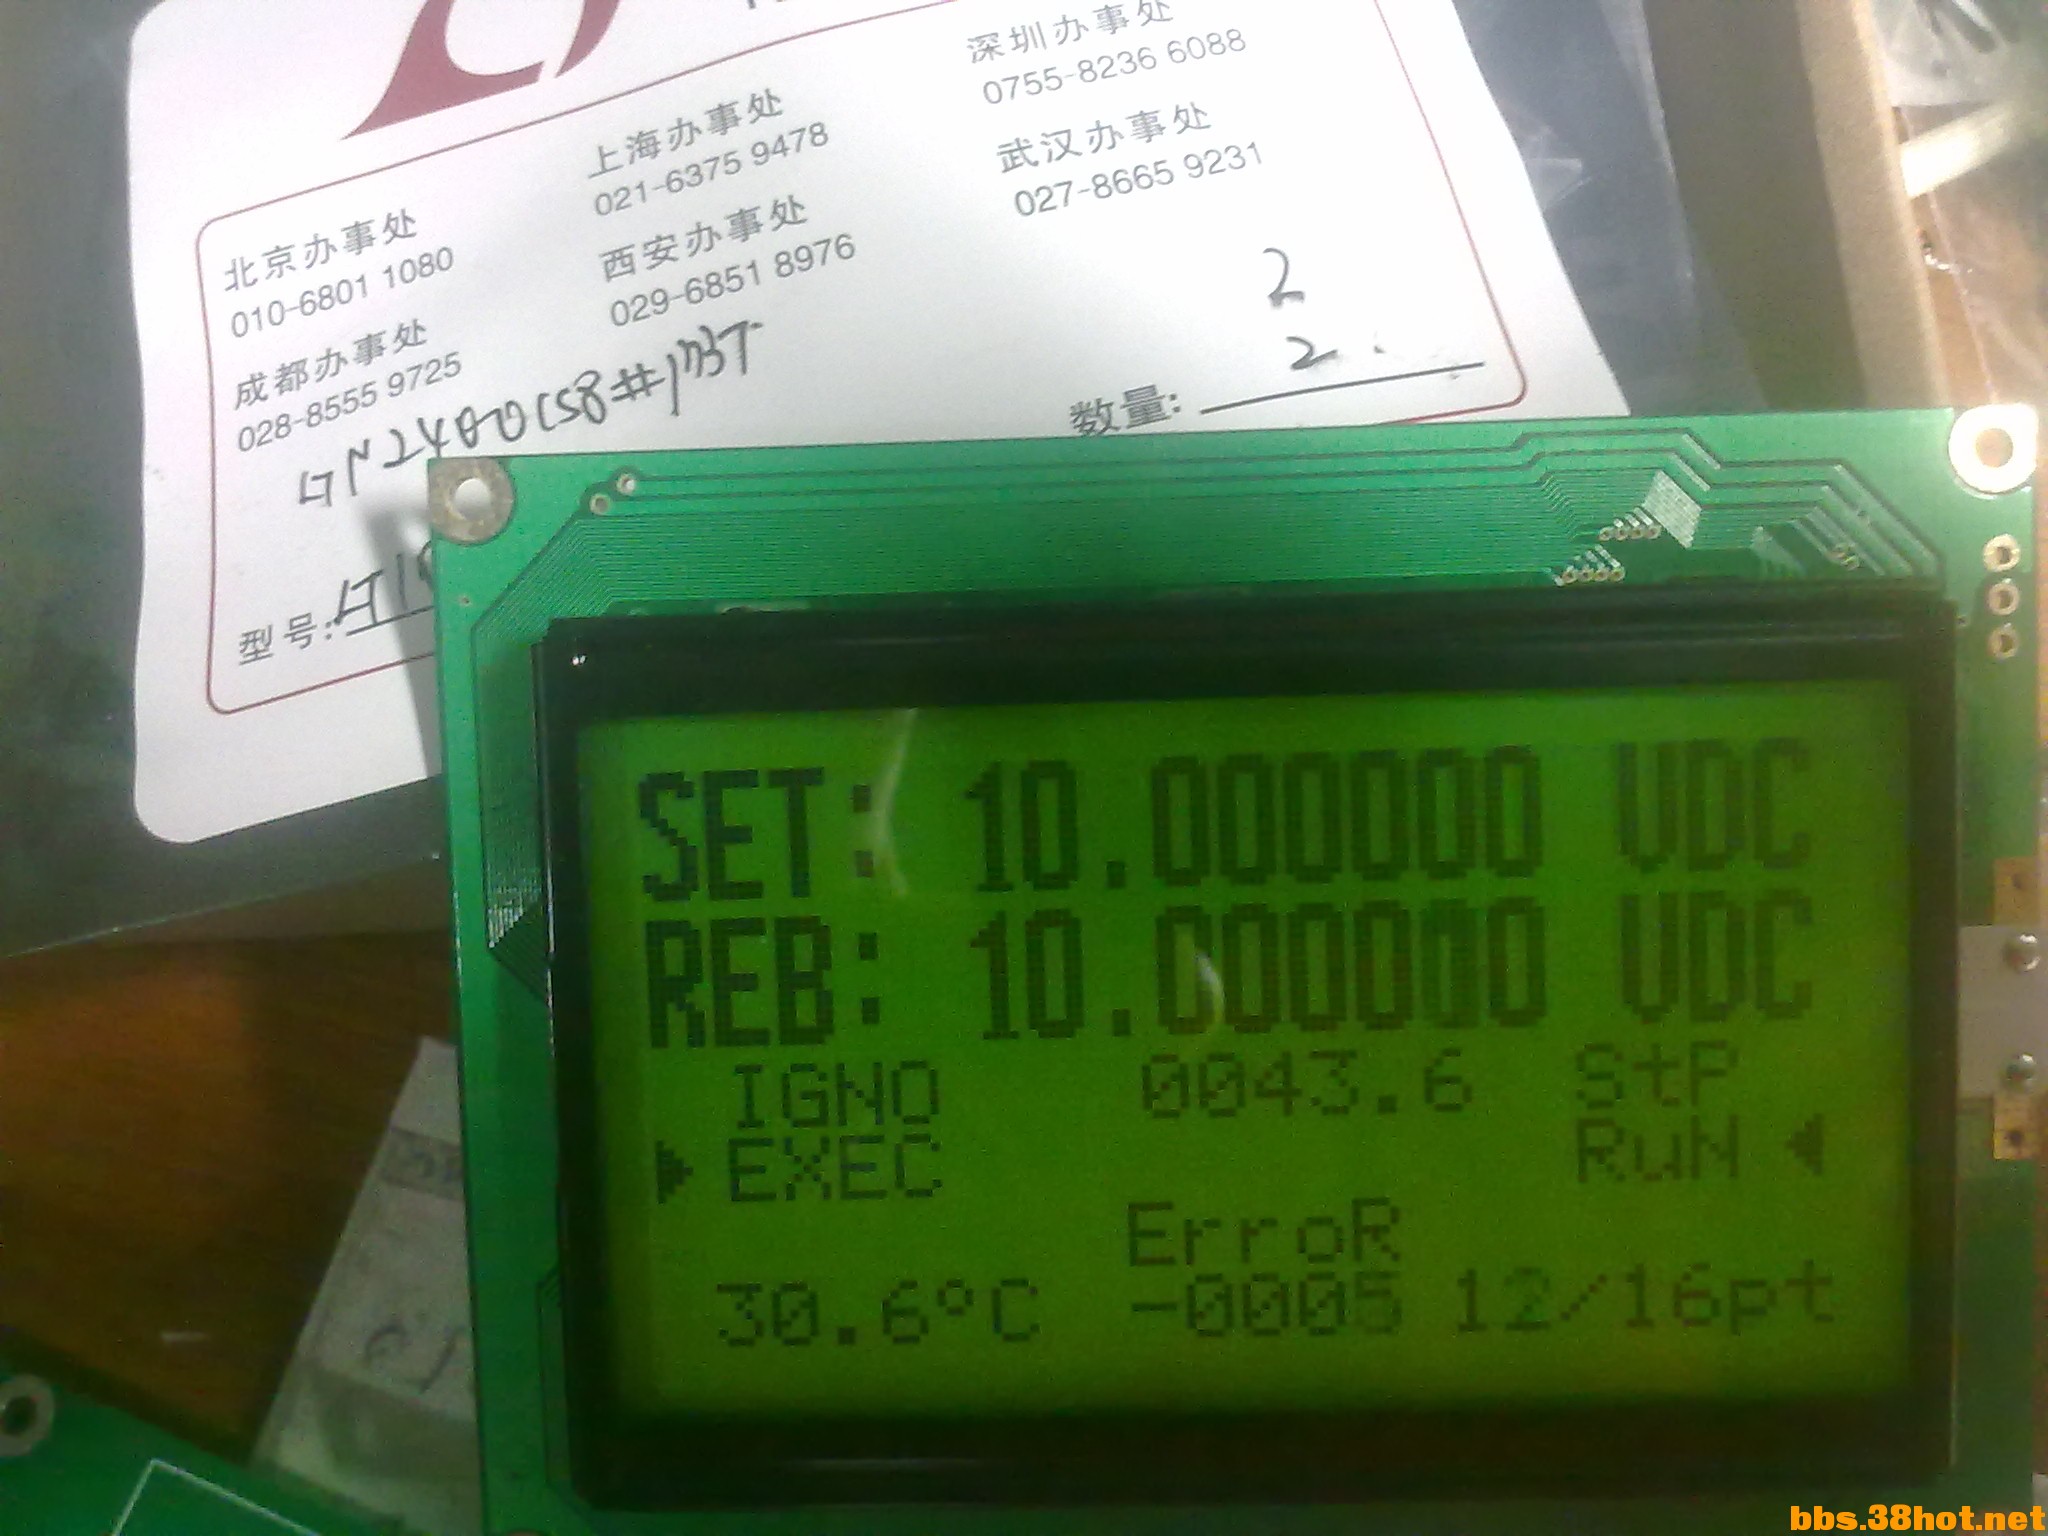 深圳办事处
0755-8236 6088
上海办事处
021-6375 9478
武汉办事处
027-8665 9231
北京办事处
010-6801 1080
西安办事处
029-6851 8976
成都办事处
028-8555 9725
2
2
数量:
型号:
SET: 10.000000 VDC
REB: 10.000000 VDC
IGNO 0043.6 StP
EXEC RuN
ErroR
30.6°C -0005 12/16pt
bbs.38hot.net